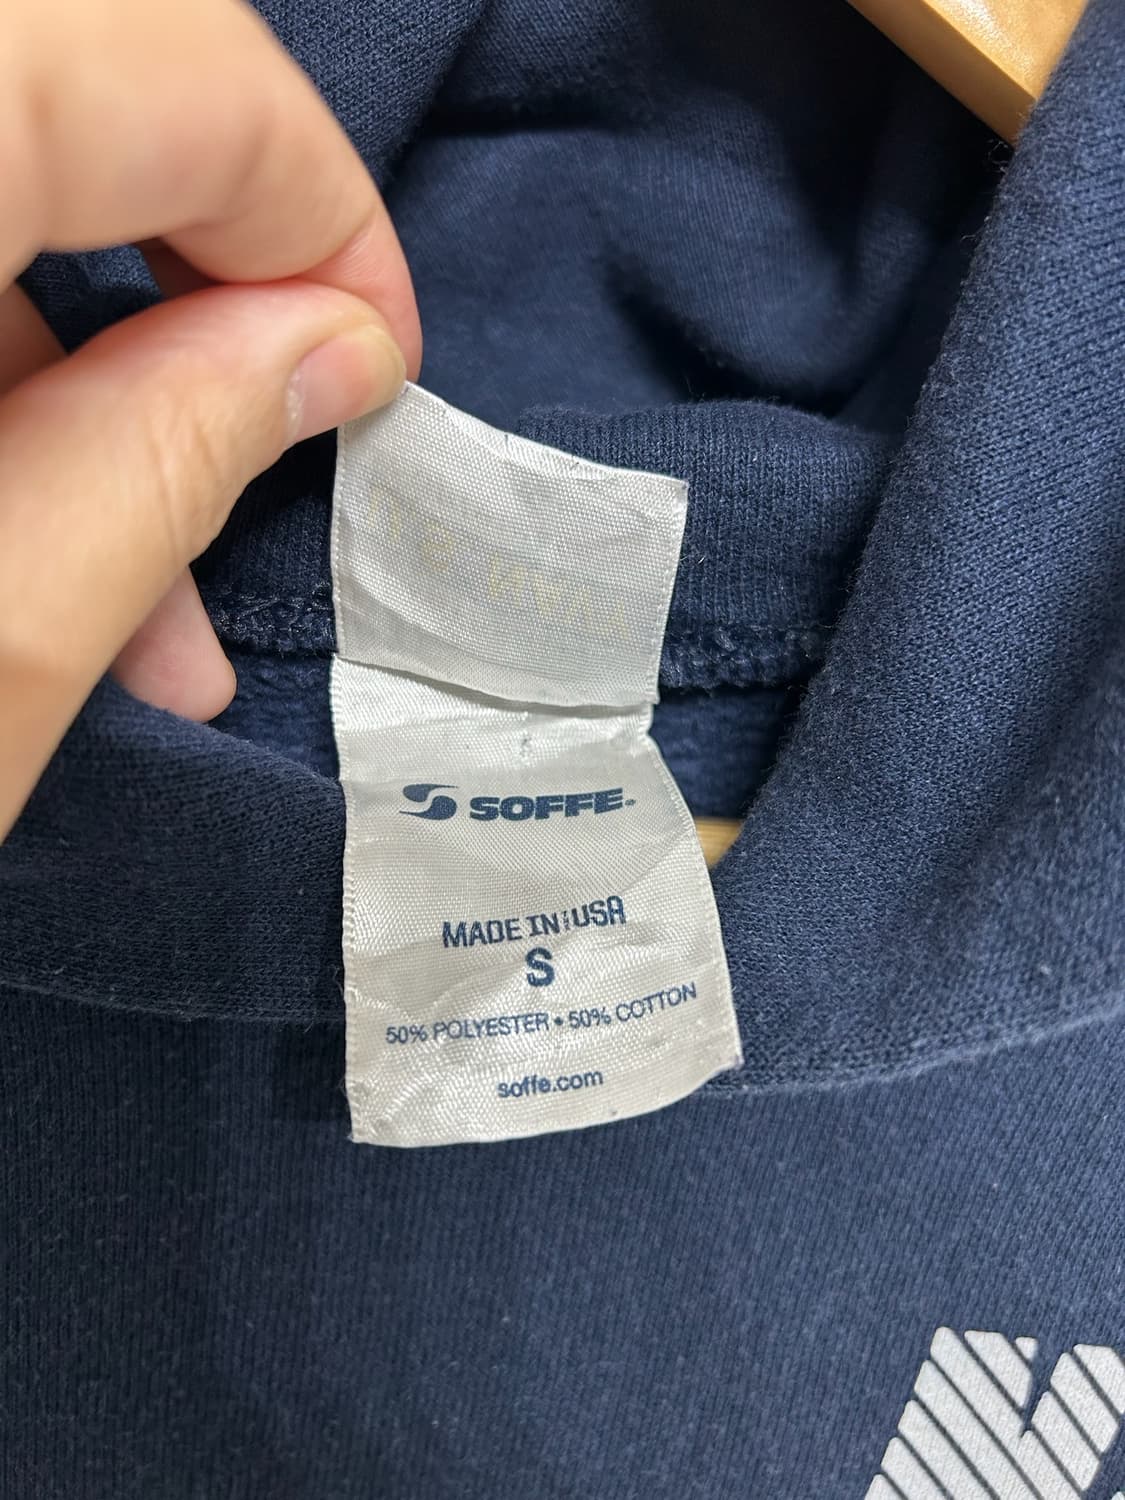 SOFFE
MADE IN USA
S
50% POLYESTER • 50% COTTON
soffe.com